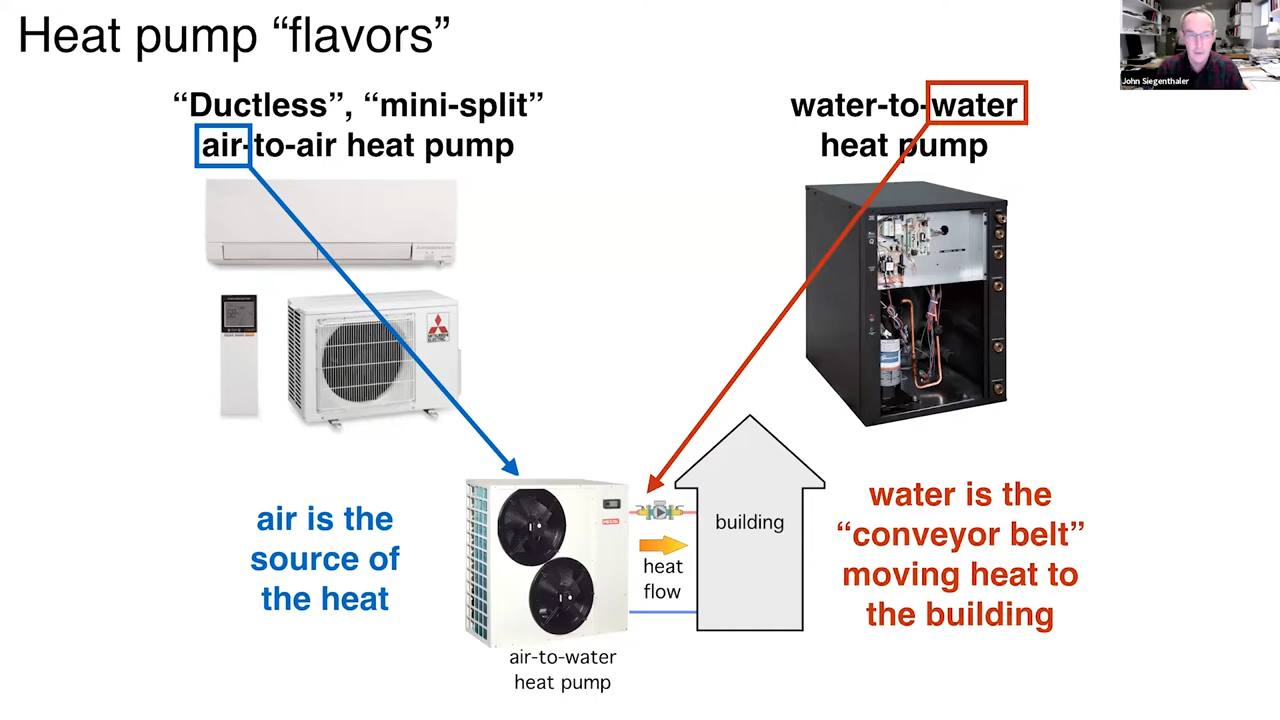 Heat pump “flavors”
John Siegenthaler
“Ductless”, “mini-split”
air-to-air heat pump
water-to-water
heat pump
MITSUBISHI
ELECTRIC
air is the
source of
the heat
building
heat
flow
air-to-water
heat pump
water is the
“conveyor belt”
moving heat to
the building